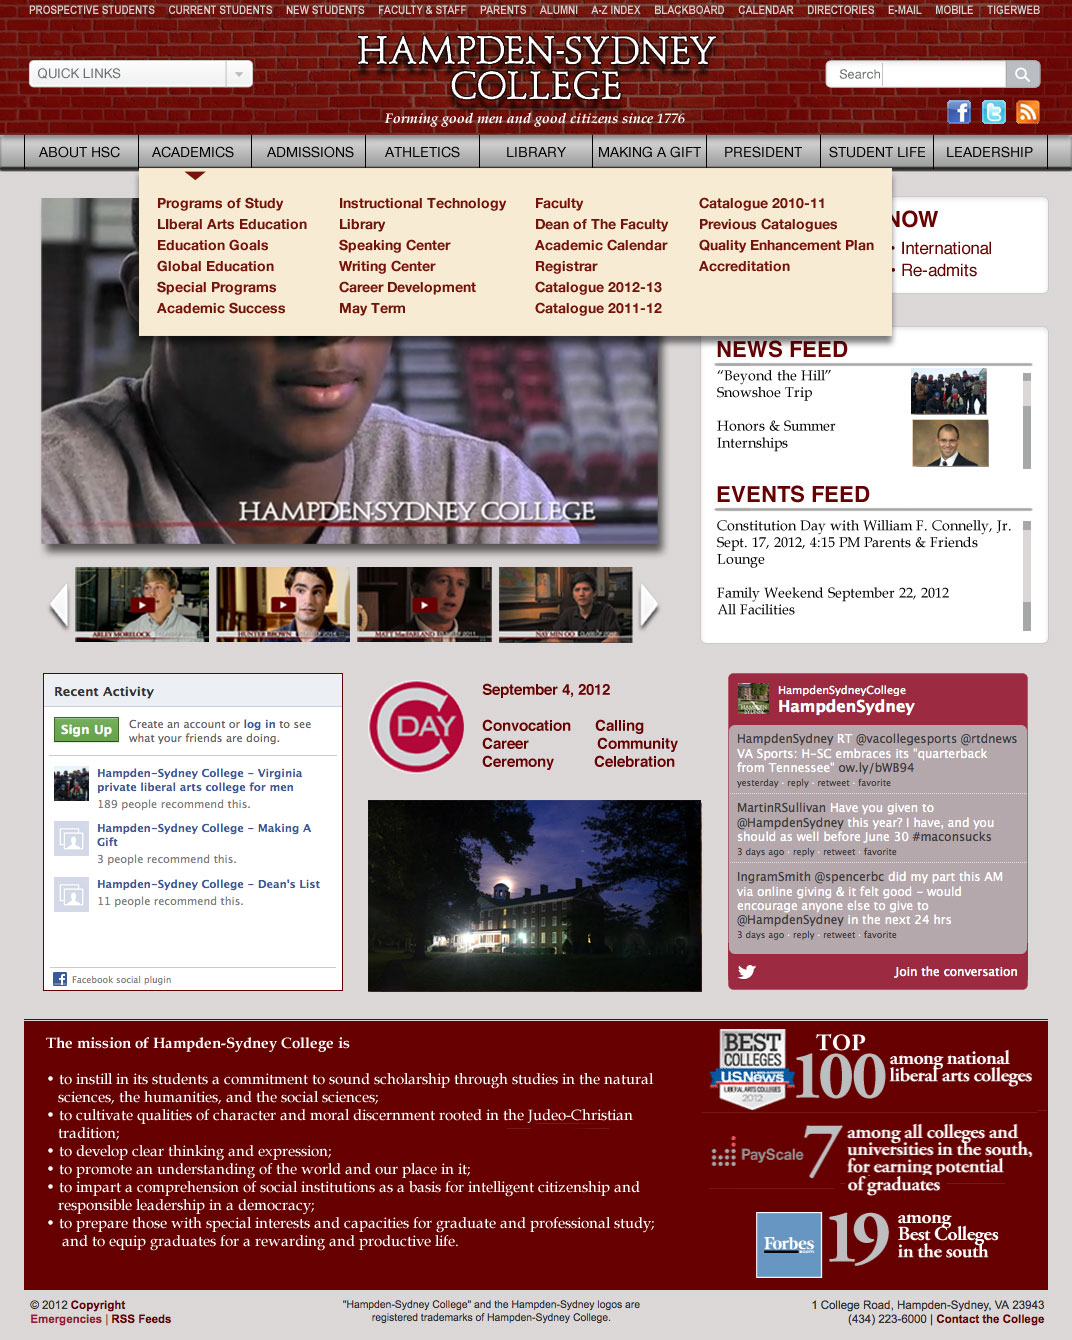 PROSPECTIVE STUDENTS CURRENT STUDENTS NEW STUDENTS FACULTY & STAFF PARENTS ALUMNI A-Z INDEX BLACKBOARD CALENDAR DIRECTORIES E-MAIL MOBILE TIGERWEB
HAMPDEN-SYDNEY
COLLEGE
Forming good men and good citizens since 1776
QUICK LINKS
Search
ABOUT HSC ACADEMICS ADMISSIONS ATHLETICS LIBRARY MAKING A GIFT PRESIDENT STUDENT LIFE LEADERSHIP
Programs of Study
LIberal Arts Education
Education Goals
Global Education
Special Programs
Academic Success
Instructional Technology
Library
Speaking Center
Writing Center
Career Development
May Term
Faculty
Dean of The Faculty
Academic Calendar
Registrar
Catalogue 2012-13
Catalogue 2011-12
Catalogue 2010-11
Previous Catalogues
Quality Enhancement Plan
Accreditation
NOW
• International
• Re-admits
HAMPDEN-SYDNEY COLLEGE
ARLEY MORELOCK
HUNTER BROWN
MATT MCFARLAND
NAY MIN OO
NEWS FEED
“Beyond the Hill”
Snowshoe Trip
Honors & Summer
Internships
EVENTS FEED
Constitution Day with William F. Connelly, Jr.
Sept. 17, 2012, 4:15 PM Parents & Friends
Lounge
Family Weekend September 22, 2012
All Facilities
Recent Activity
Sign Up
Create an account or log in to see
what your friends are doing.
Hampden-Sydney College - Virginia
private liberal arts college for men
189 people recommend this.
Hampden-Sydney College - Making A
Gift
3 people recommend this.
Hampden-Sydney College - Dean's List
11 people recommend this.
Facebook social plugin
C DAY
September 4, 2012
Convocation Calling
Career Community
Ceremony Celebration
HampdenSydneyCollege
HampdenSydney
HampdenSydney RT @vacollegesports @rtdnews
VA Sports: H-SC embraces its "quarterback
from Tennessee" ow.ly/bWB94
yesterday · reply · retweet · favorite
MartinRSullivan Have you given to
@HampdenSydney this year? I have, and you
should as well before June 30 #maconsucks
3 days ago · reply · retweet · favorite
IngramSmith @spencerbc did my part this AM
via online giving & it felt good - would
encourage anyone else to give to
@HampdenSydney in the next 24 hrs
3 days ago · reply · retweet · favorite
Join the conversation
The mission of Hampden-Sydney College is
• to instill in its students a commitment to sound scholarship through studies in the natural
sciences, the humanities, and the social sciences;
• to cultivate qualities of character and moral discernment rooted in the Judeo-Christian
tradition;
• to develop clear thinking and expression;
• to promote an understanding of the world and our place in it;
• to impart a comprehension of social institutions as a basis for intelligent citizenship and
responsible leadership in a democracy;
• to prepare those with special interests and capacities for graduate and professional study;
and to equip graduates for a rewarding and productive life.
BEST
COLLEGES
U.S.News
LIBERAL ARTS COLLEGES
2012
TOP
100
among national
liberal arts colleges
PayScale
7
among all colleges and
universities in the south,
for earning potential
of graduates
Forbes
19
among
Best Colleges
in the south
© 2012 Copyright
Emergencies | RSS Feeds
"Hampden-Sydney College" and the Hampden-Sydney logos are
registered trademarks of Hampden-Sydney College.
1 College Road, Hampden-Sydney, VA 23943
(434) 223-6000 | Contact the College